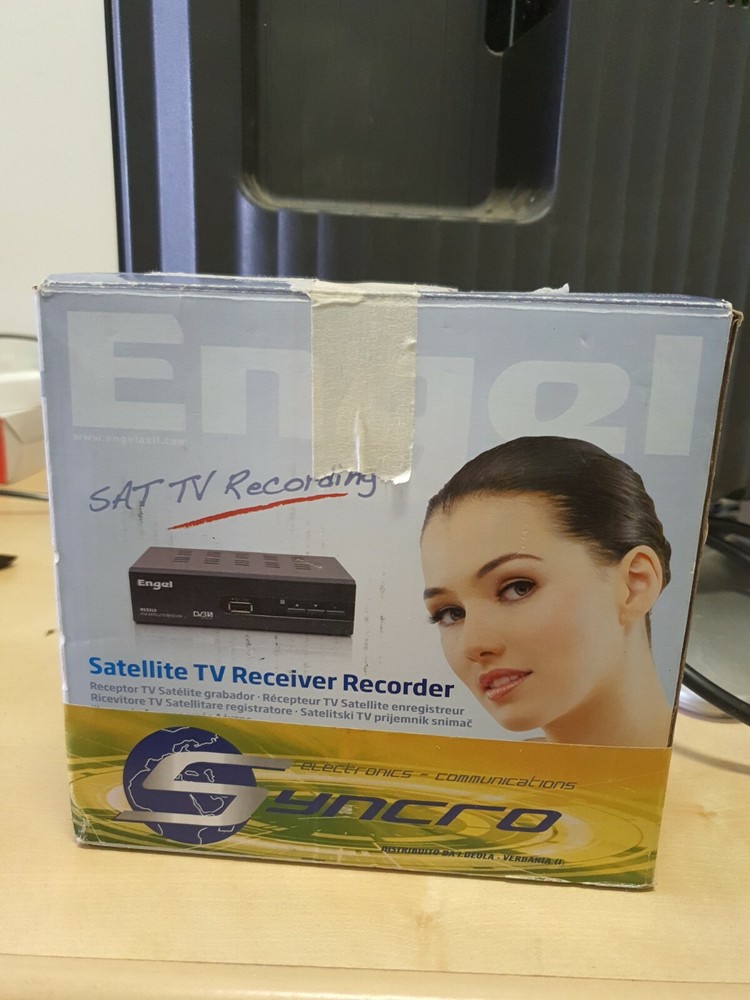 Engel
www.engelaxil.com
SAT TV Recording
Engel
Satellite TV Receiver Recorder
Receptor TV Satélite grabador · Récepteur TV Satellite enregistreur
Ricevitore TV Satellitare registratore · Satelitski TV prijemnik snimač
electronics - communications
Syncro
DISTRIBUITO DA I.DEOLA - VERBANIA (I)